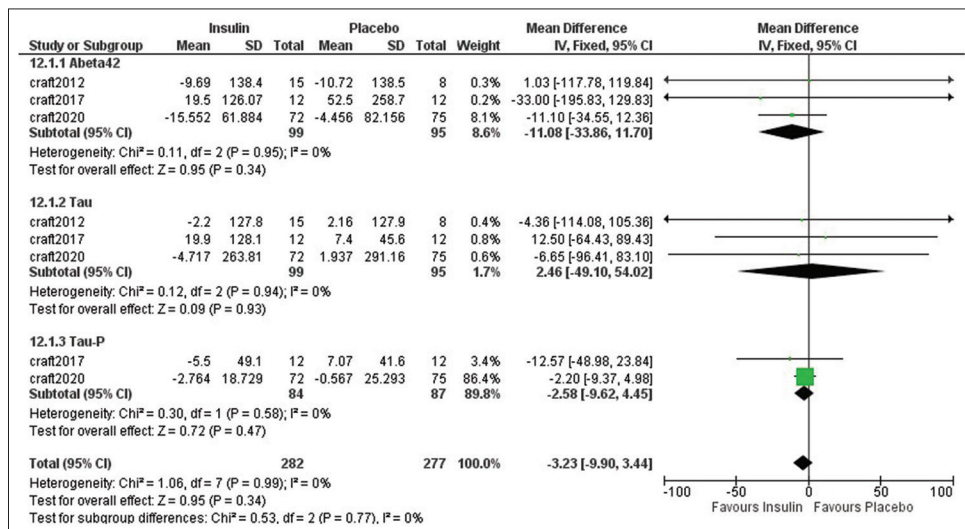 Insulin Placebo Mean Difference Mean Difference
Study or Subgroup Mean SD Total Mean SD Total Weight IV, Fixed, 95% CI IV, Fixed, 95% CI
12.1.1 Abeta42
craft2012 -9.69 138.4 15 -10.72 138.5 8 0.3% 1.03 [-117.78, 119.84]
craft2017 19.5 126.07 12 52.5 258.7 12 0.2% -33.00 [-195.83, 129.83]
craft2020 -15.552 61.884 72 -4.456 82.156 75 8.1% -11.10 [-34.55, 12.36]
Subtotal (95% CI) 99 95 8.6% -11.08 [-33.86, 11.70]
Heterogeneity: Chi² = 0.11, df = 2 (P = 0.95); I² = 0%
Test for overall effect: Z = 0.95 (P = 0.34)
12.1.2 Tau
craft2012 -2.2 127.8 15 2.16 127.9 8 0.4% -4.36 [-114.08, 105.36]
craft2017 19.9 128.1 12 7.4 45.6 12 0.8% 12.50 [-64.43, 89.43]
craft2020 -4.717 263.81 72 1.937 291.16 75 0.6% -6.65 [-96.41, 83.10]
Subtotal (95% CI) 99 95 1.7% 2.46 [-49.10, 54.02]
Heterogeneity: Chi² = 0.12, df = 2 (P = 0.94); I² = 0%
Test for overall effect: Z = 0.09 (P = 0.93)
12.1.3 Tau-P
craft2017 -5.5 49.1 12 7.07 41.6 12 3.4% -12.57 [-48.98, 23.84]
craft2020 -2.764 18.729 72 -0.567 25.293 75 86.4% -2.20 [-9.37, 4.98]
Subtotal (95% CI) 84 87 89.8% -2.58 [-9.62, 4.45]
Heterogeneity: Chi² = 0.30, df = 1 (P = 0.58); I² = 0%
Test for overall effect: Z = 0.72 (P = 0.47)
Total (95% CI) 282 277 100.0% -3.23 [-9.90, 3.44]
Heterogeneity: Chi² = 1.06, df = 7 (P = 0.99); I² = 0%
Test for overall effect: Z = 0.95 (P = 0.34)
Test for subgroup differences: Chi² = 0.53, df = 2 (P = 0.77), I² = 0%
-100 -50 0 50 100
Favours Insulin Favours Placebo